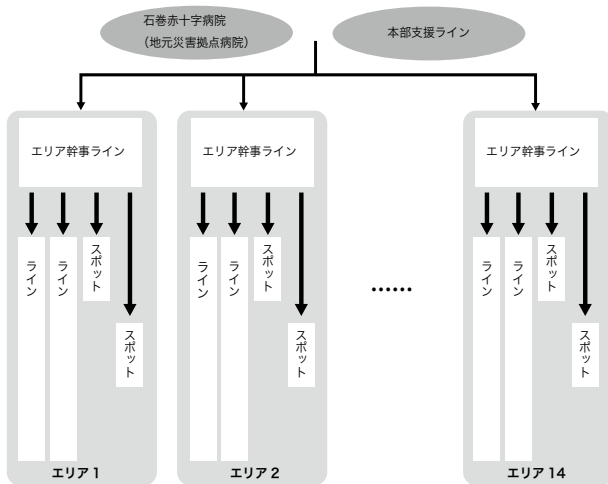 石巻赤十字病院
（地元災害拠点病院）
本部支援ライン
エリア幹事ライン
ライン
ライン
スポット
スポット
エリア1
エリア幹事ライン
ライン
ライン
スポット
スポット
エリア2
……
エリア幹事ライン
ライン
ライン
スポット
スポット
エリア14